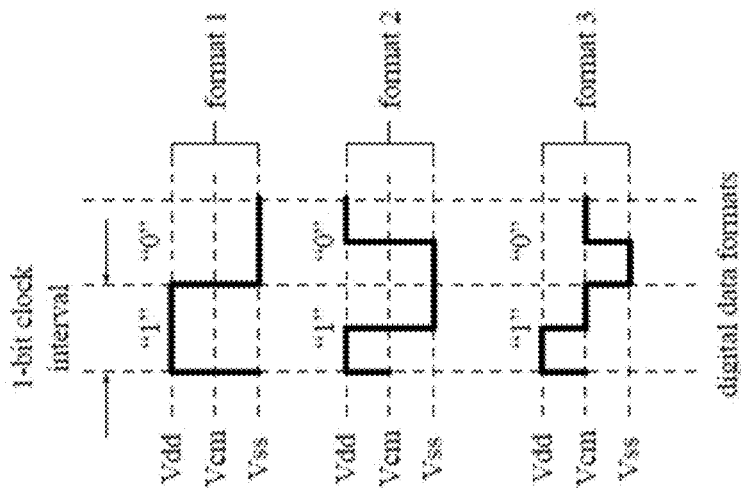 1-bit clock
interval
"1" "0"
Vdd
Vcm
Vss
format 1
"1" "0"
Vdd
Vcm
Vss
format 2
"1" "0"
Vdd
Vcm
Vss
format 3
digital data formats